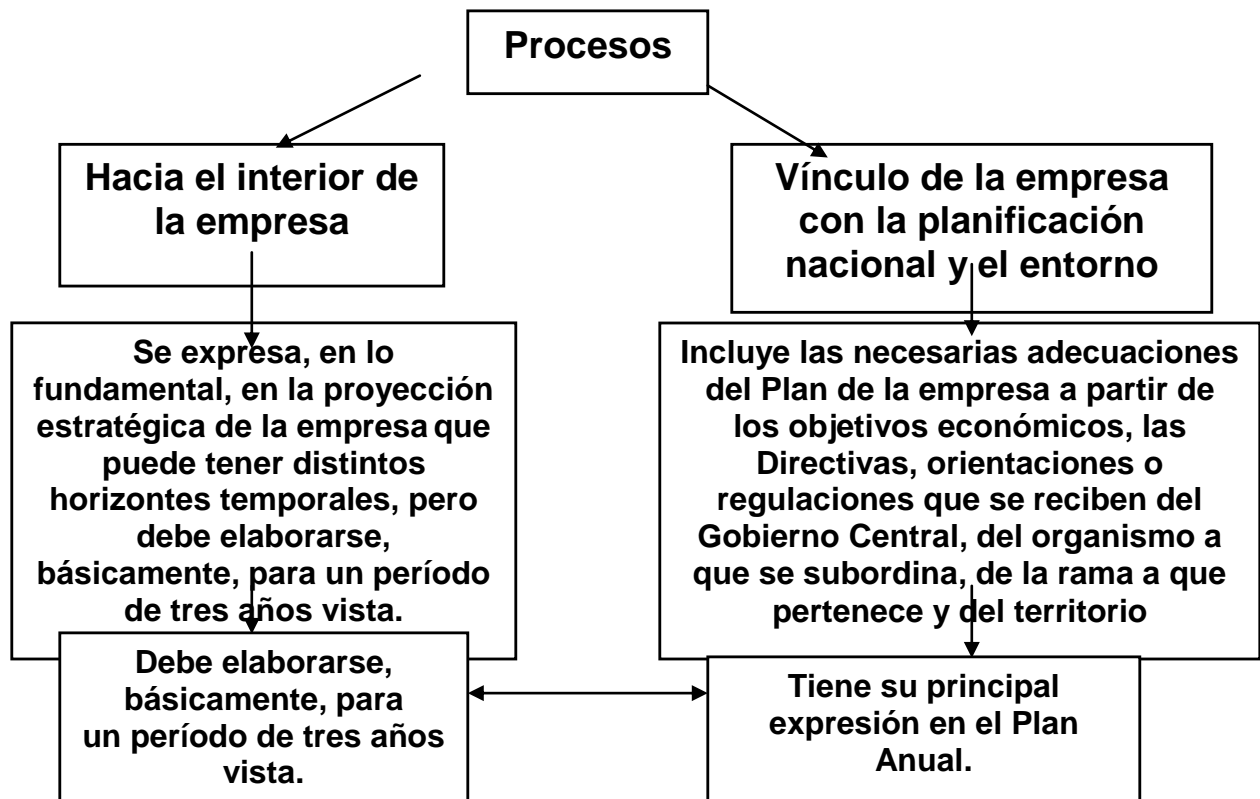 Procesos
Hacia el interior de
la empresa
Vínculo de la empresa
con la planificación
nacional y el entorno
Se expresa, en lo
fundamental, en la proyección
estratégica de la empresa que
puede tener distintos
horizontes temporales, pero
debe elaborarse,
básicamente, para un período
de tres años vista.
Incluye las necesarias adecuaciones
del Plan de la empresa a partir de
los objetivos económicos, las
Directivas, orientaciones o
regulaciones que se reciben del
Gobierno Central, del organismo a
que se subordina, de la rama a que
pertenece y del territorio
Debe elaborarse,
básicamente, para
un período de tres años
vista.
Tiene su principal
expresión en el Plan
Anual.